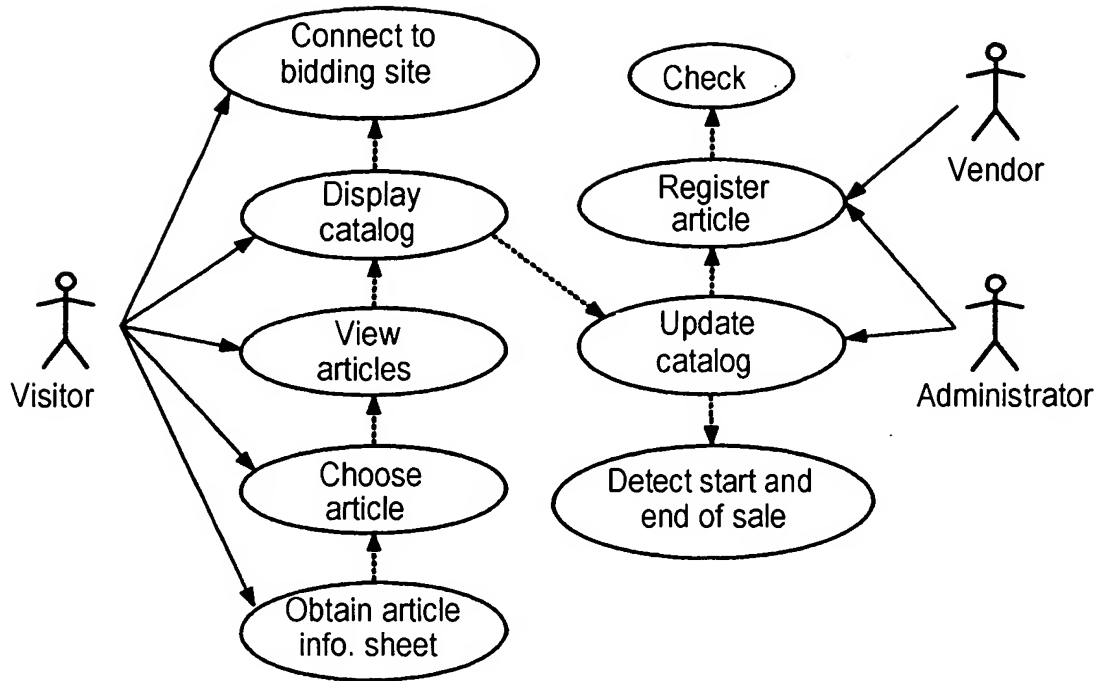 Connect to
bidding site
Check
Vendor
Display
catalog
Register
article
View
articles
Update
catalog
Visitor
Administrator
Choose
article
Detect start and
end of sale
Obtain article
info. sheet